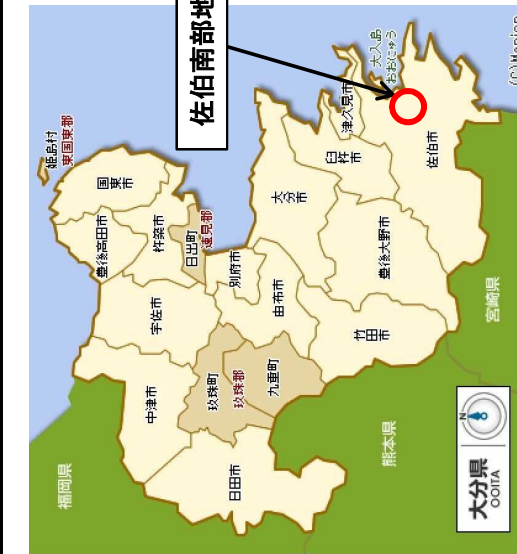 福岡県
姫島村
東国東郡
豊後高田市
国東
市
中津市
宇佐市
杵築市
日出町
速見郡
佐伯南部地
玖珠町
玖珠郡
別府市
日田市
九重町
由布市
大分
市
津久見市
大入島
おおにゅう
臼杵
市
竹田
市
豊後大野市
佐伯市
熊本県
宮崎県
大分県
OOITA
N